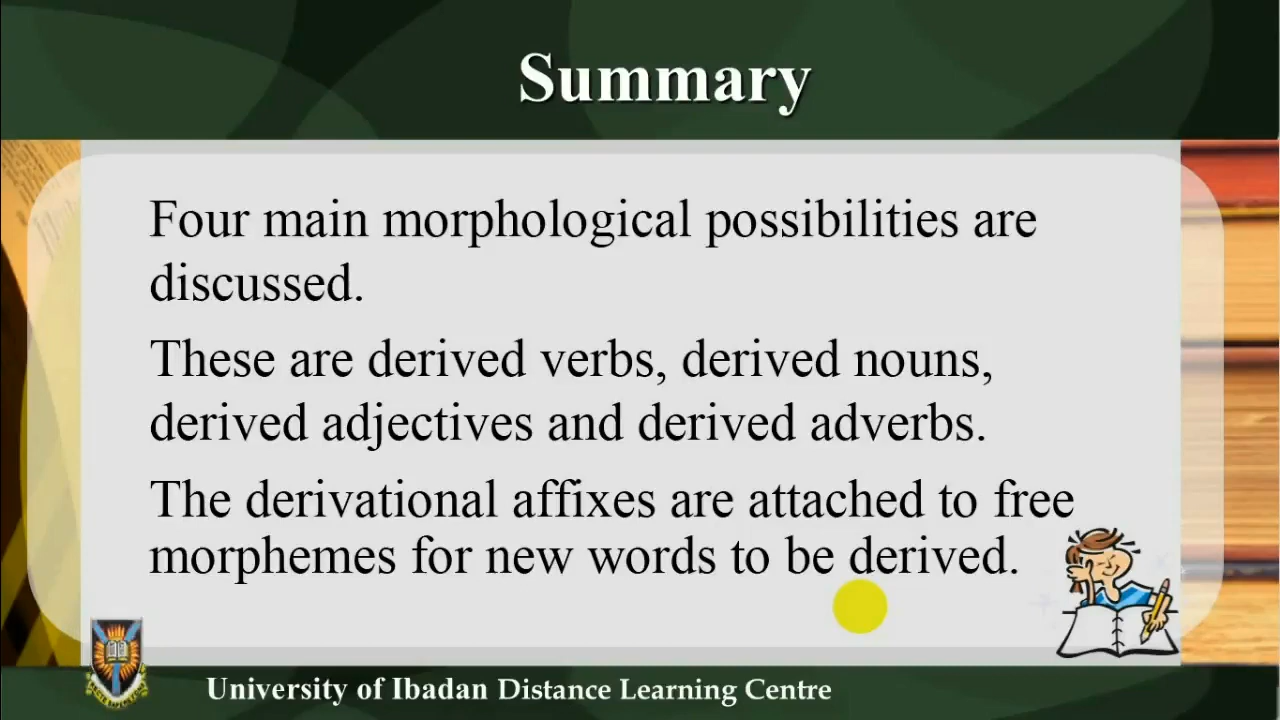 Summary
Four main morphological possibilities are
discussed.
These are derived verbs, derived nouns,
derived adjectives and derived adverbs.
The derivational affixes are attached to free
morphemes for new words to be derived.
University of Ibadan Distance Learning Centre